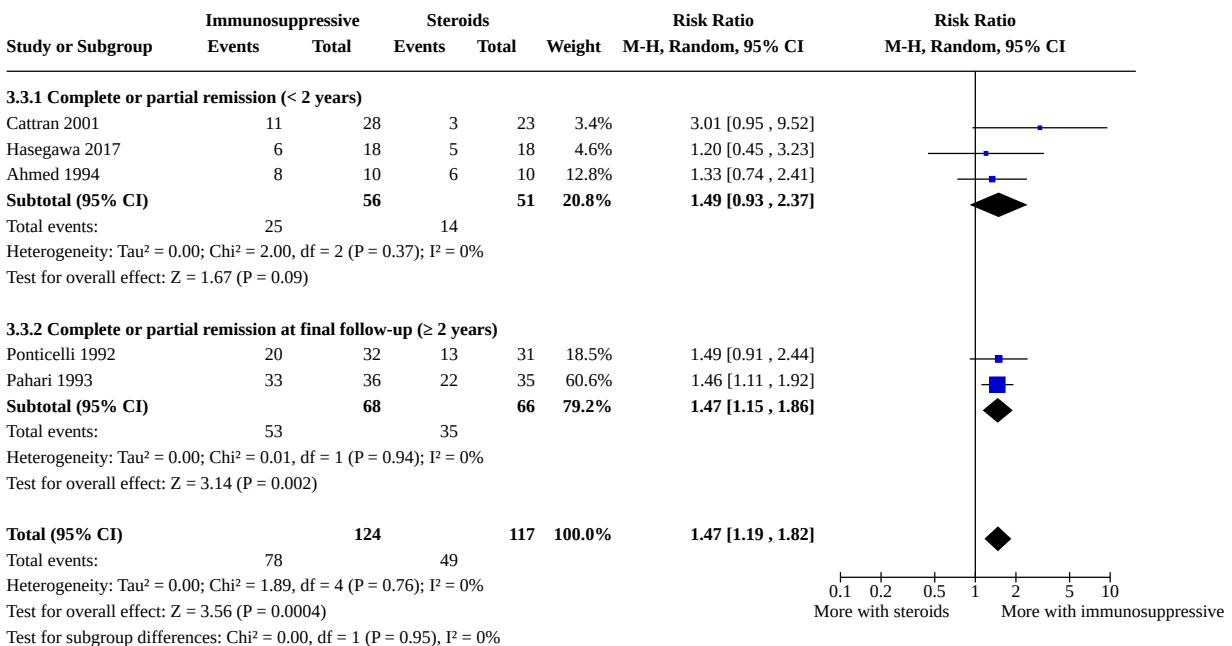 Immunosuppressive Steroids Risk Ratio Risk Ratio
Study or Subgroup Events Total Events Total Weight M-H, Random, 95% CI M-H, Random, 95% CI
3.3.1 Complete or partial remission (< 2 years)
Cattran 2001 11 28 3 23 3.4% 3.01 [0.95 , 9.52]
Hasegawa 2017 6 18 5 18 4.6% 1.20 [0.45 , 3.23]
Ahmed 1994 8 10 6 10 12.8% 1.33 [0.74 , 2.41]
Subtotal (95% CI) 56 51 20.8% 1.49 [0.93 , 2.37]
Total events: 25 14
Heterogeneity: Tau² = 0.00; Chi² = 2.00, df = 2 (P = 0.37); I² = 0%
Test for overall effect: Z = 1.67 (P = 0.09)
3.3.2 Complete or partial remission at final follow-up (≥ 2 years)
Ponticelli 1992 20 32 13 31 18.5% 1.49 [0.91 , 2.44]
Pahari 1993 33 36 22 35 60.6% 1.46 [1.11 , 1.92]
Subtotal (95% CI) 68 66 79.2% 1.47 [1.15 , 1.86]
Total events: 53 35
Heterogeneity: Tau² = 0.00; Chi² = 0.01, df = 1 (P = 0.94); I² = 0%
Test for overall effect: Z = 3.14 (P = 0.002)
Total (95% CI) 124 117 100.0% 1.47 [1.19 , 1.82]
Total events: 78 49
Heterogeneity: Tau² = 0.00; Chi² = 1.89, df = 4 (P = 0.76); I² = 0%
0.1 0.2 0.5 1 2 5 10
Test for overall effect: Z = 3.56 (P = 0.0004) More with steroids More with immunosuppressive
Test for subgroup differences: Chi² = 0.00, df = 1 (P = 0.95), I² = 0%